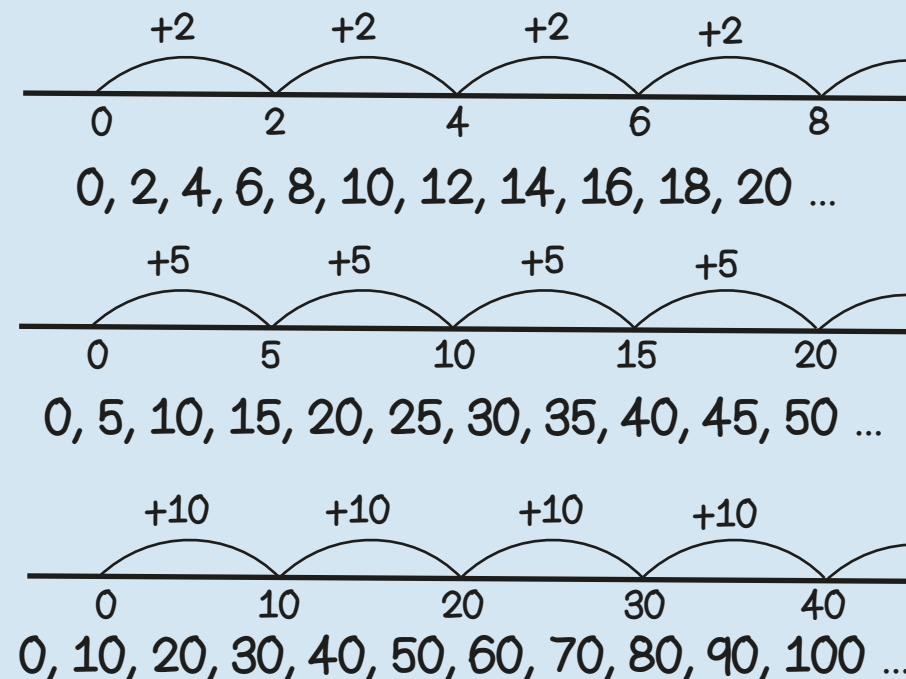 +2 +2 +2 +2
0 2 4 6 8
0, 2, 4, 6, 8, 10, 12, 14, 16, 18, 20 ...
+5 +5 +5 +5
0 5 10 15 20
0, 5, 10, 15, 20, 25, 30, 35, 40, 45, 50 ...
+10 +10 +10 +10
0 10 20 30 40
0, 10, 20, 30, 40, 50, 60, 70, 80, 90, 100 ...